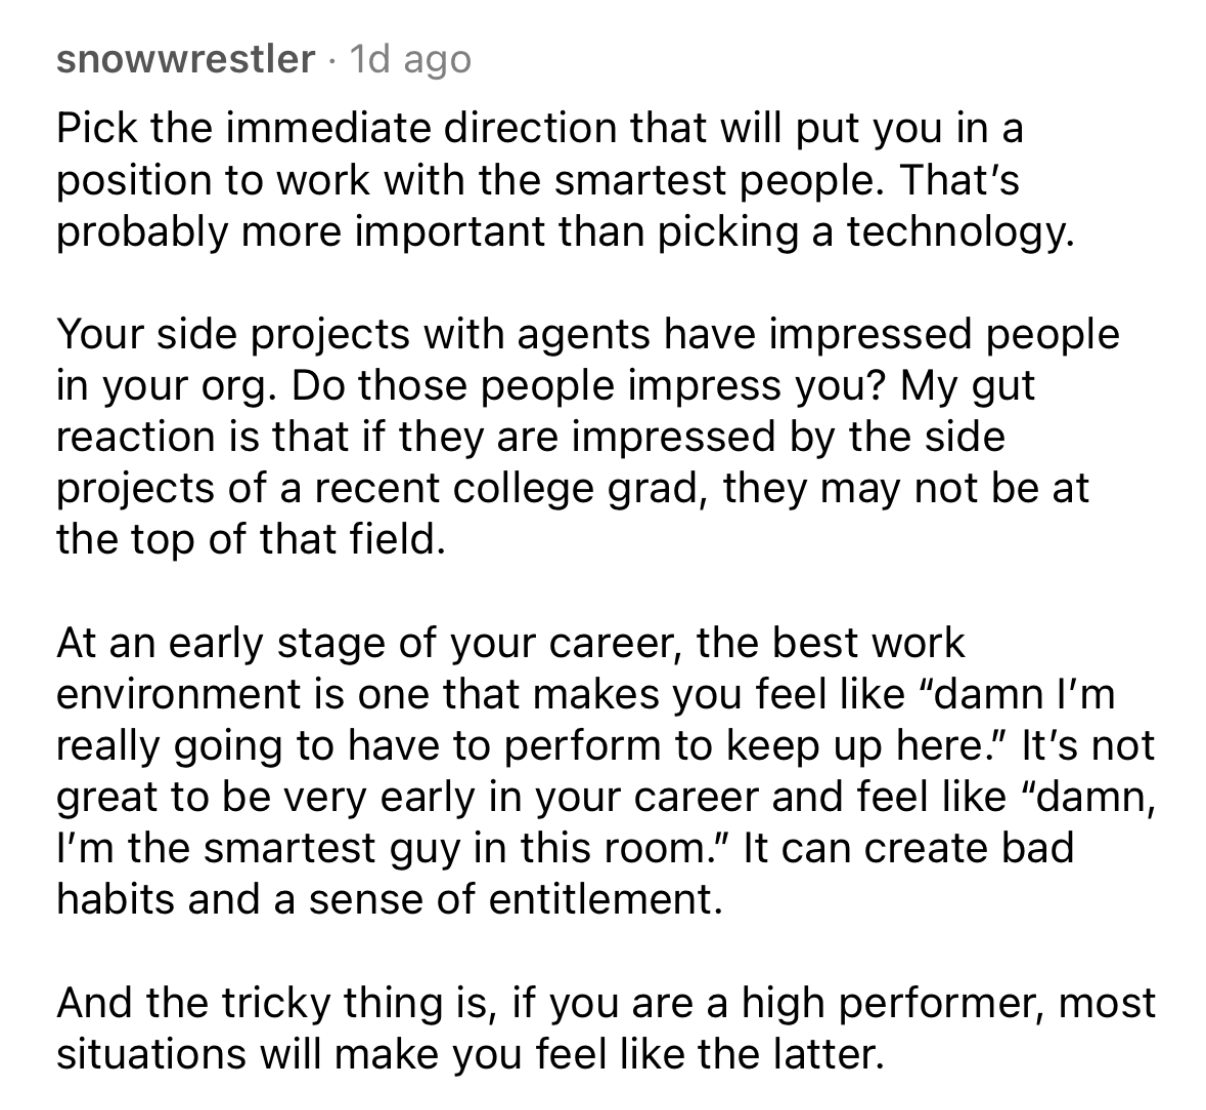 snowwrestler · 1d ago
Pick the immediate direction that will put you in a
position to work with the smartest people. That’s
probably more important than picking a technology.
Your side projects with agents have impressed people
in your org. Do those people impress you? My gut
reaction is that if they are impressed by the side
projects of a recent college grad, they may not be at
the top of that field.
At an early stage of your career, the best work
environment is one that makes you feel like “damn I’m
really going to have to perform to keep up here.” It’s not
great to be very early in your career and feel like “damn,
I’m the smartest guy in this room.” It can create bad
habits and a sense of entitlement.
And the tricky thing is, if you are a high performer, most
situations will make you feel like the latter.